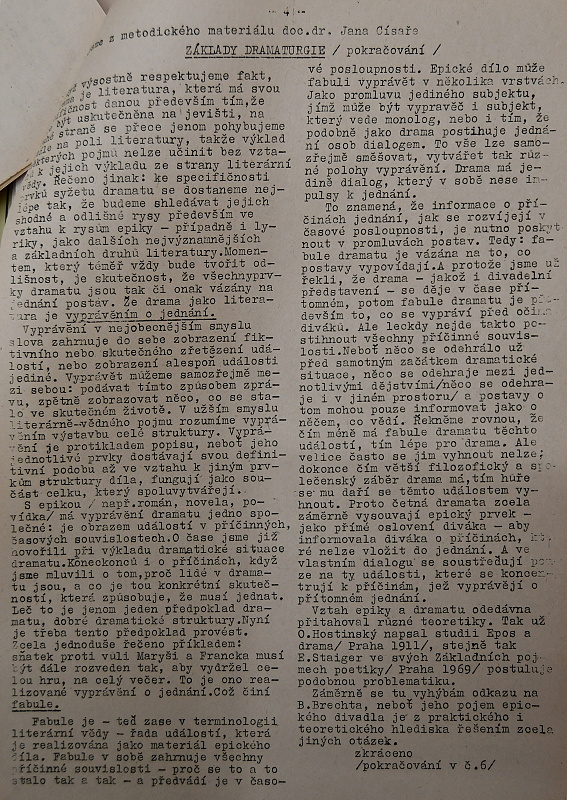 - 4 -
z metodického materiálu doc.dr. Jana Císaře
ZÁKLADY DRAMATURGIE / pokračování /
výsostně respektujeme fakt,
je literatura, která má svou
danou především tím,že
být uskutečněna na jevišti, na
straně se přece jenom pohybujeme
na poli literatury, takže výklad
některých pojmů nelze učinit bez vzta-
k jejich výkladu ze strany literární
vědy. Řečeno jinak: ke specifičnosti
prvků syžetu dramatu se dostaneme nej-
lépe tak, že budeme shledávat jejich
shodné a odlišné rysy především ve
vztahu k rysům epiky - případně i ly-
riky, jako dalších nejvýznamnějších
a základních druhů literatury.Momen-
tem, který téměř vždy bude tvořit od-
lišnost, je skutečnost, že všechnyprv-
ky dramatu jsou tak či onak vázány na
jednání postav. Že drama jako litera-
tura je vyprávěním o jednání.
Vyprávění v nejobecnějším smyslu
slova zahrnuje do sebe zobrazení fik-
tivního nebo skutečného zřetězení udá-
lostí, nebo zobrazení alespoň události
jediné. Vyprávět můžeme samozřejmě me-
zi sebou: podávat tímto způsobem zprá-
vu, zpětně zobrazovat něco, co se sta-
lo ve skutečném životě. V užším smyslu
literárně-vědného pojmu rozumíme vyprá-
věním výstavbu celé struktury. Vyprá-
vění je protikladem popisu, neboť jeho
jednotlivé prvky dostávají svou defini-
tivní podobu až ve vztahu k jiným prv-
kům struktury díla, fungují jako sou-
část celku, který spoluvytvářejí.
S epikou / např.román, novela, po-
vídka/ má vyprávění dramatu jedno spo-
lečné: je obrazem událostí v příčinných,
časových souvislostech.O čase jsme již
hovořili při výkladu dramatické situace
dramatu.Koneckonců i o příčinách, když
jsme mluvili o tom,proč lidé v drama-
tu jsou, a co je tou konkrétní skuteč-
ností, která způsobuje, že musí jednat.
Leč to je jenom jeden předpoklad dra-
matu, dobré dramatické struktury.Nyní
je třeba tento předpoklad provést.
Zcela jednoduše řečeno příkladem:
sňatek proti vůli Maryši a Francka musí
být dále rozveden tak, aby vydržel ce-
lou hru, na celý večer. To je ono rea-
lizované vyprávění o jednání.Což činí
fabule.
Fabule je - teď zase v terminologii
literární vědy - řada událostí, která
je realizována jako materiál epického
díla. Fabule v sobě zahrnuje všechny
příčinné souvislosti - proč se to a to
stalo tak a tak - a předvádí je v časo-
vé posloupnosti. Epické dílo může
fabuli vyprávět v několika vrstvách.
Jako promluvu jediného subjektu,
jímž může být vypravěč i subjekt,
který vede monolog, nebo i tím, že
podobně jako drama postihuje jedná-
ní osob dialogem. To vše lze samo-
zřejmě směšovat, vytvářet tak růz-
né polohy vyprávění. Drama má je-
dině dialog, který v sobě nese im-
pulsy k jednání.
To znamená, že informace o pří-
činách jednání, jak se rozvíjejí v
časové posloupnosti, je nutno poskyt
nout v promluvách postav. Tedy: fa-
bule dramatu je vázána na to, co
postavy vypovídají.A protože jsme už
řekli, že drama - jakož i divadelní
představení - se děje v čase pří-
tomném, potom fabule dramatu je pře-
devším to, co se vypráví před očima
diváků. Ale leckdy nejde takto po-
stihnout všechny příčinné souvis-
losti.Neboť něco se odehrálo už
před samotným začátkem dramatické
situace, něco se odehraje mezi jed-
notlivými dějstvími/něco se odehra-
je i v jiném prostoru/ a postavy o
tom mohou pouze informovat jako o
něčem, co vědí. Řekněme rovnou, že
čím méně má fabule dramatu těchto
událostí, tím lépe pro drama. Ale
velice často se jim vyhnout nelze;
dokonce čím větší filozofický a spo-
lečenský záběr drama má,tím hůře
se mu daří se těmto událostem vy-
hnout. Proto četná dramata zcela
záměrně vysouvají epický prvek -
jako přímé oslovení diváka - aby
informovala diváka o příčinách, kt
ré nelze vložit do jednání. A ve
vlastním dialogu se soustředují pou-
ze na ty události, které se koncen-
trují k příčinám, jež vyprávějí o
přítomném jednání.
Vztah epiky a dramatu odedávna
přitahoval různé teoretiky. Tak už
O.Hostinský napsal studii Epos a
drama/ Praha 1911/, stejně tak
E.Staiger ve svých Základních poj-
mech poetiky/ Praha 1969/ postuluje
podobnou problematiku.
Záměrně se tu vyhýbám odkazu na
B.Brechta, neboť jeho pojem epic-
kého divadla je z praktického i
teoretického hlediska řešením zcela
jiných otázek.
zkráceno
/pokračování v č.6/